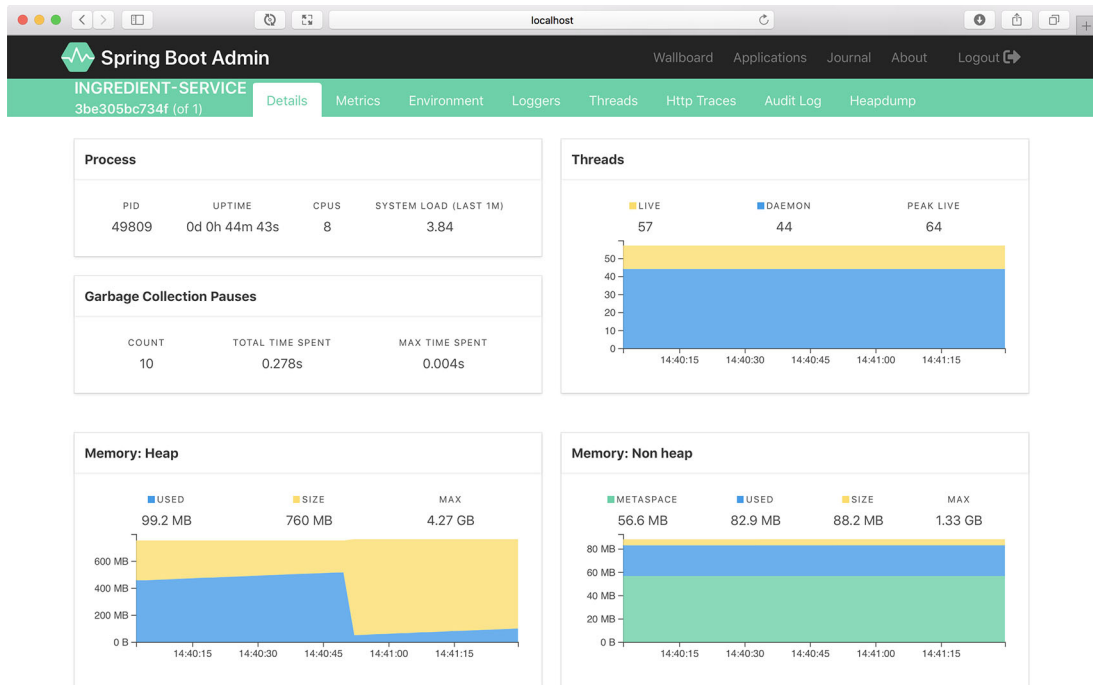 localhost
Spring Boot Admin
Wallboard Applications Journal About Logout
INGREDIENT-SERVICE
3be305bc734f (of 1)
Details Metrics Environment Loggers Threads Http Traces Audit Log Heapdump
Process
PID UPTIME CPUS SYSTEM LOAD (LAST 1M)
49809 0d 0h 44m 43s 8 3.84
Garbage Collection Pauses
COUNT TOTAL TIME SPENT MAX TIME SPENT
10 0.278s 0.004s
Threads
LIVE DAEMON PEAK LIVE
57 44 64
50
40
30
20
10
0
14:40:15 14:40:30 14:40:45 14:41:00 14:41:15
Memory: Heap
USED SIZE MAX
99.2 MB 760 MB 4.27 GB
600 MB
400 MB
200 MB
0 B
14:40:15 14:40:30 14:40:45 14:41:00 14:41:15
Memory: Non heap
METASPACE USED SIZE MAX
56.6 MB 82.9 MB 88.2 MB 1.33 GB
80 MB
60 MB
40 MB
20 MB
0 B
14:40:15 14:40:30 14:40:45 14:41:00 14:41:15